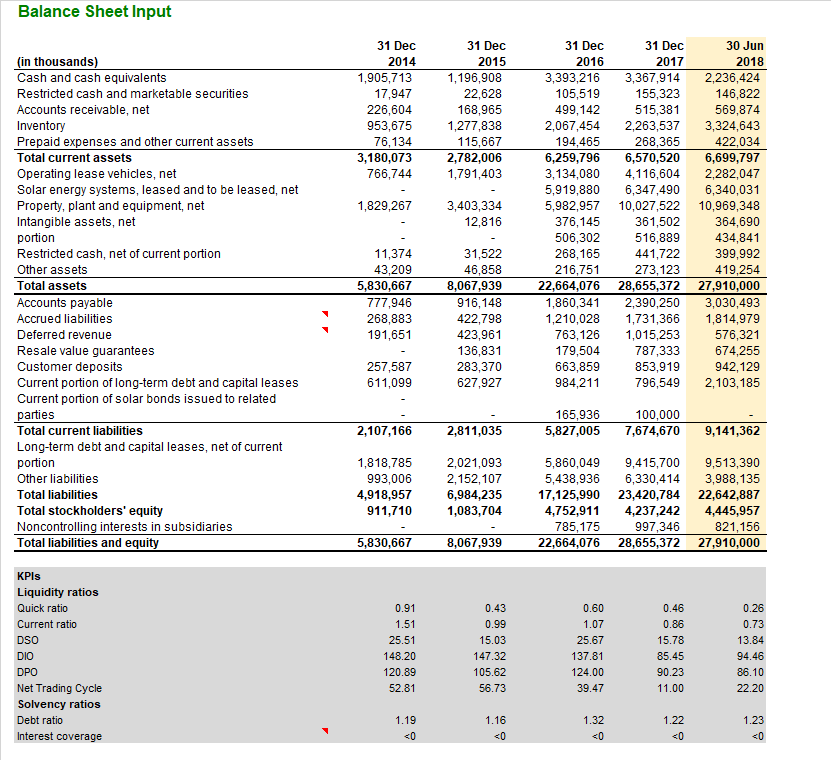 Balance Sheet Input
31 Dec 31 Dec 31 Dec 31 Dec 30 Jun
(in thousands) 2014 2015 2016 2017 2018
Cash and cash equivalents 1,905,713 1,196,908 3,393,216 3,367,914 2,236,424
Restricted cash and marketable securities 17,947 22,628 105,519 155,323 146,822
Accounts receivable, net 226,604 168,965 499,142 515,381 569,874
Inventory 953,675 1,277,838 2,067,454 2,263,537 3,324,643
Prepaid expenses and other current assets 76,134 115,667 194,465 268,365 422,034
Total current assets 3,180,073 2,782,006 6,259,796 6,570,520 6,699,797
Operating lease vehicles, net 766,744 1,791,403 3,134,080 4,116,604 2,282,047
Solar energy systems, leased and to be leased, net - - 5,919,880 6,347,490 6,340,031
Property, plant and equipment, net 1,829,267 3,403,334 5,982,957 10,027,522 10,969,348
Intangible assets, net - 12,816 376,145 361,502 364,690
portion - - 506,302 516,889 434,841
Restricted cash, net of current portion 11,374 31,522 268,165 441,722 399,992
Other assets 43,209 46,858 216,751 273,123 419,254
Total assets 5,830,667 8,067,939 22,664,076 28,655,372 27,910,000
Accounts payable 777,946 916,148 1,860,341 2,390,250 3,030,493
Accrued liabilities 268,883 422,798 1,210,028 1,731,366 1,814,979
Deferred revenue 191,651 423,961 763,126 1,015,253 576,321
Resale value guarantees - 136,831 179,504 787,333 674,255
Customer deposits 257,587 283,370 663,859 853,919 942,129
Current portion of long-term debt and capital leases 611,099 627,927 984,211 796,549 2,103,185
Current portion of solar bonds issued to related
parties - - 165,936 100,000 -
Total current liabilities 2,107,166 2,811,035 5,827,005 7,674,670 9,141,362
Long-term debt and capital leases, net of current
portion 1,818,785 2,021,093 5,860,049 9,415,700 9,513,390
Other liabilities 993,006 2,152,107 5,438,936 6,330,414 3,988,135
Total liabilities 4,918,957 6,984,235 17,125,990 23,420,784 22,642,887
Total stockholders' equity 911,710 1,083,704 4,752,911 4,237,242 4,445,957
Noncontrolling interests in subsidiaries - - 785,175 997,346 821,156
Total liabilities and equity 5,830,667 8,067,939 22,664,076 28,655,372 27,910,000
KPIs
Liquidity ratios
Quick ratio 0.91 0.43 0.60 0.46 0.26
Current ratio 1.51 0.99 1.07 0.86 0.73
DSO 25.51 15.03 25.67 15.78 13.84
DIO 148.20 147.32 137.81 85.45 94.46
DPO 120.89 105.62 124.00 90.23 86.10
Net Trading Cycle 52.81 56.73 39.47 11.00 22.20
Solvency ratios
Debt ratio 1.19 1.16 1.32 1.22 1.23
Interest coverage <0 <0 <0 <0 <0